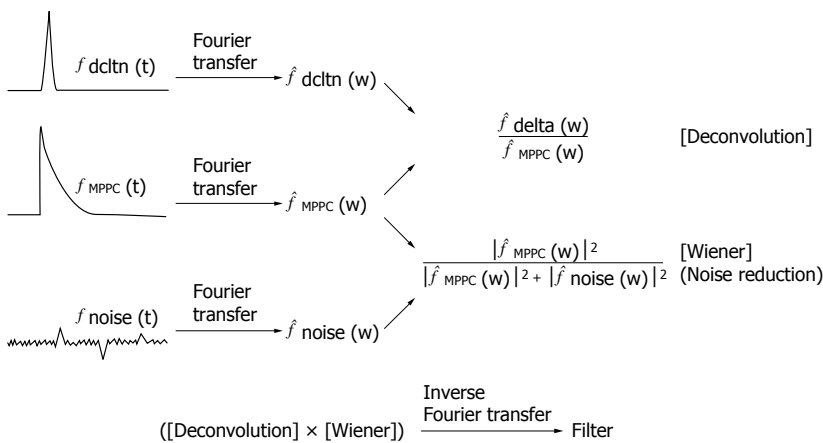 f dcltn (t)
Fourier
transfer
f̂ dcltn (w)
f̂ delta (w)
f̂ MPPC (w)
[Deconvolution]
f MPPC (t)
Fourier
transfer
f̂ MPPC (w)
|f̂ MPPC (w)| 2
|f̂ MPPC (w)| 2 + |f̂ noise (w)| 2
[Wiener]
(Noise reduction)
f noise (t)
Fourier
transfer
f̂ noise (w)
([Deconvolution] × [Wiener])
Inverse
Fourier transfer
Filter